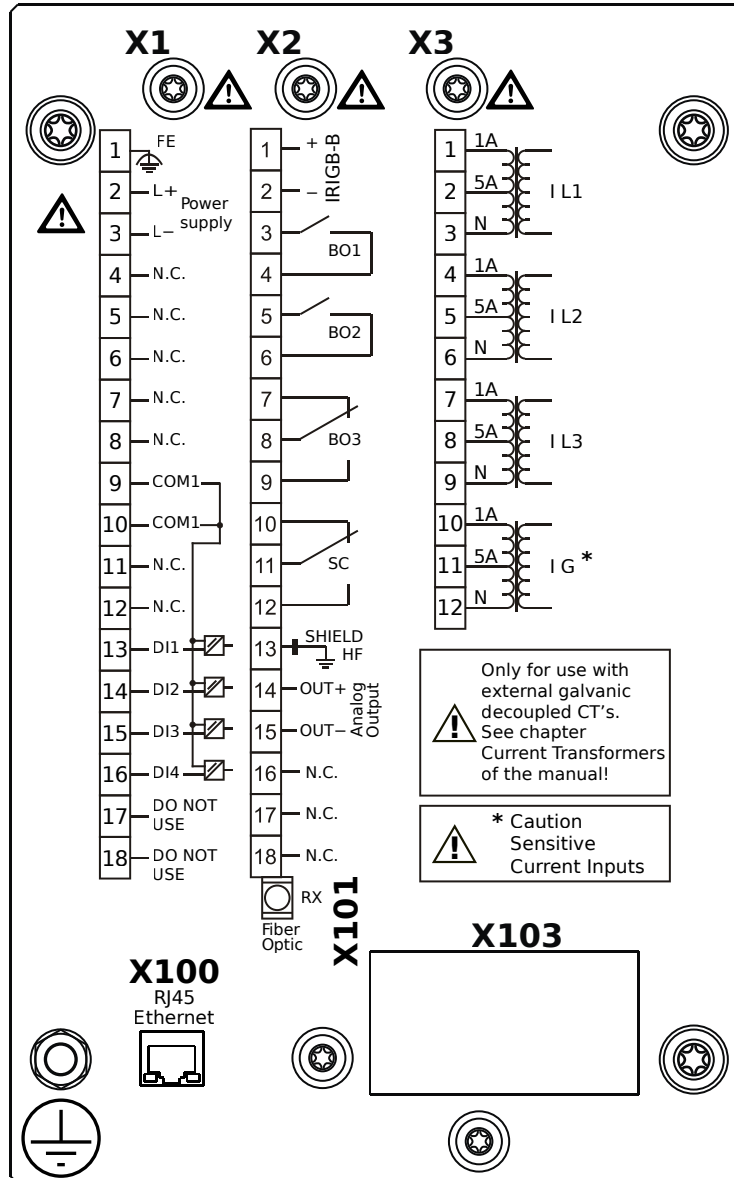 X1
X2
X3
1 FE
2 L+ Power
supply
3 L−
4 N.C.
5 N.C.
6 N.C.
7 N.C.
8 N.C.
9 COM1
10 COM1
11 N.C.
12 N.C.
13 DI1
14 DI2
15 DI3
16 DI4
17 DO NOT
USE
18 DO NOT
USE
1 +
IRIGB-B
2 −
3
BO1
4
5
BO2
6
7
8 BO3
9
10
11 SC
12
13 SHIELD
HF
14 OUT+
Analog
Output
15 OUT−
16 N.C.
17 N.C.
18 N.C.
RX
Fiber
Optic
X101
1 1A
2 5A I L1
3 N
4 1A
5 5A I L2
6 N
7 1A
8 5A I L3
9 N
10 1A
11 5A I G *
12 N
Only for use with
external galvanic
decoupled CT's.
See chapter
Current Transformers
of the manual!
* Caution
Sensitive
Current Inputs
X100
RJ45
Ethernet
X103